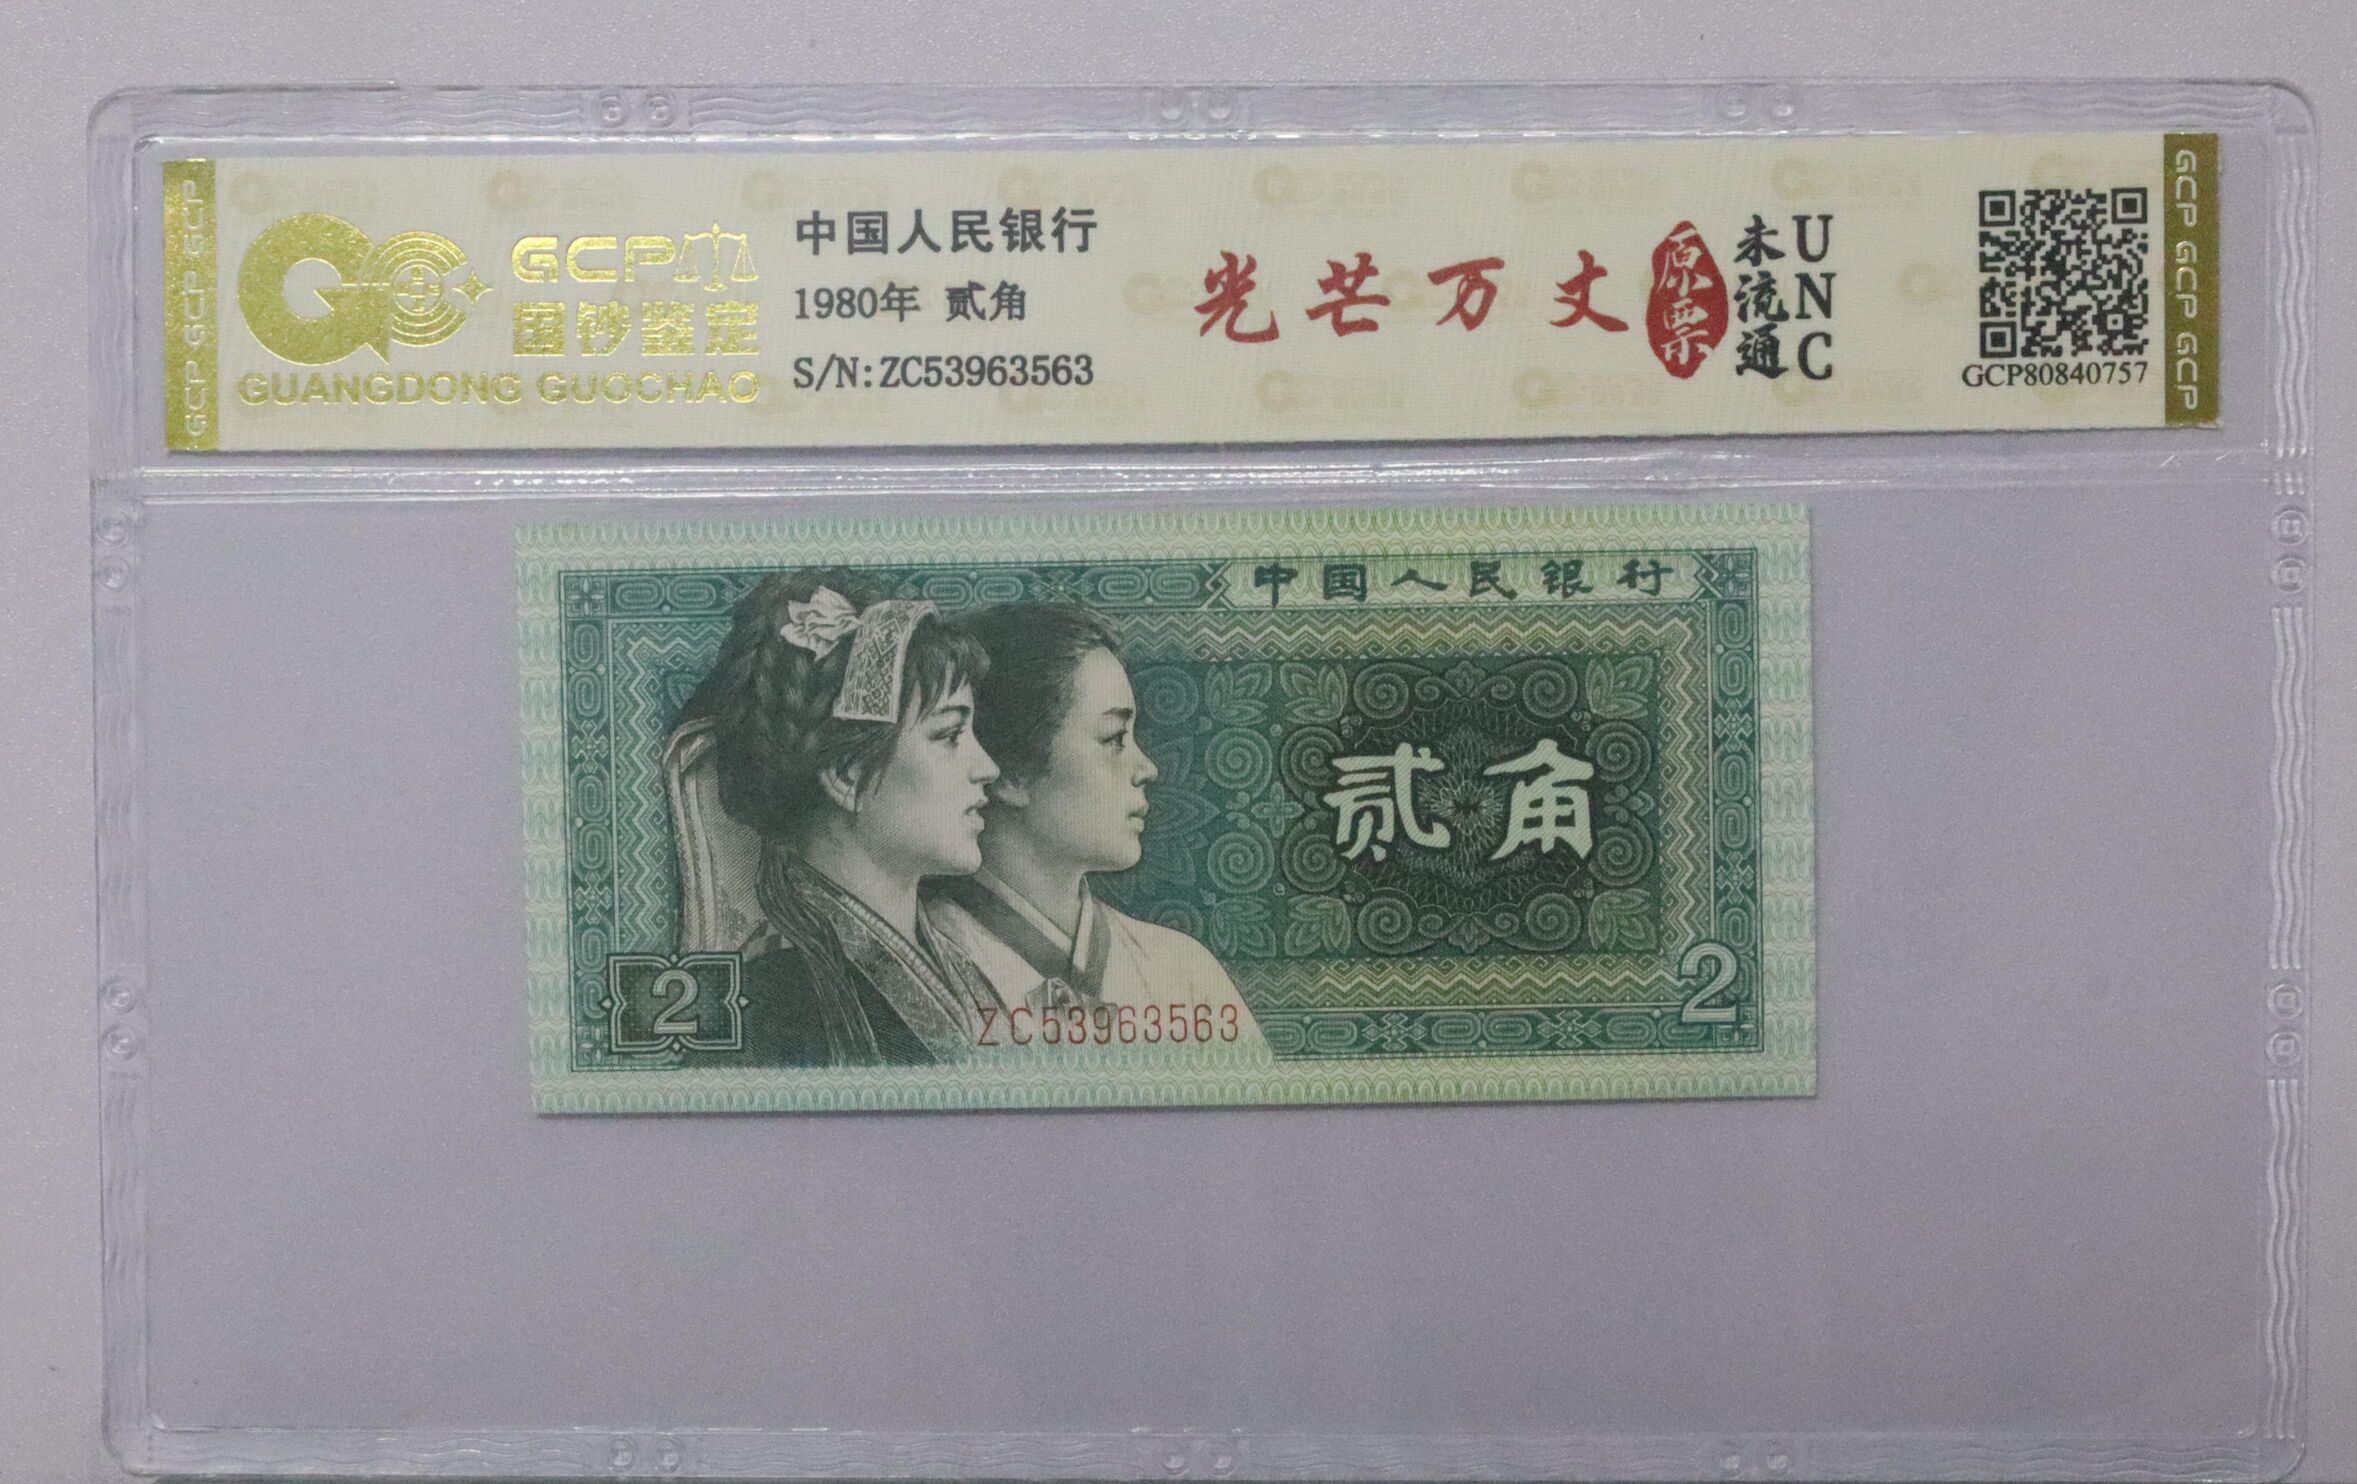 GCP GCP GCP
GCP
国钞鉴定
GUANGDONG GUOCHAO
中国人民银行
1980年 贰角
S/N:ZC53963563
光芒万丈
原票
未流通
UNC
GCP80840757
GCP GCP GCP
中国人民银行
贰角
2
ZC53963563
2